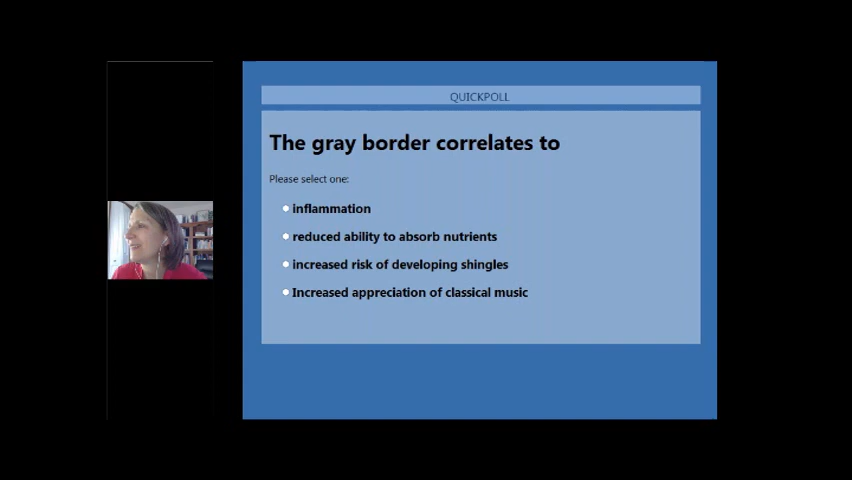 QUICKPOLL
The gray border correlates to
Please select one:
inflammation
reduced ability to absorb nutrients
increased risk of developing shingles
Increased appreciation of classical music